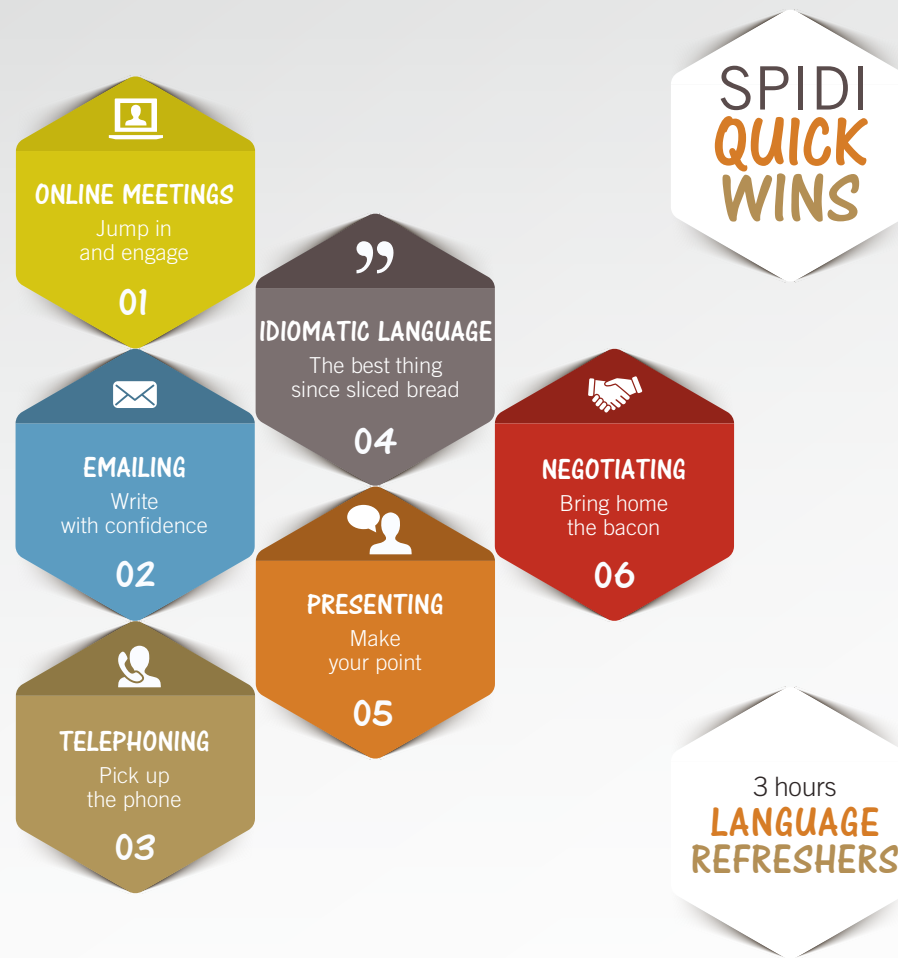 SPIDI
QUICK
WINS
ONLINE MEETINGS
Jump in
and engage
01
EMAILING
Write
with confidence
02
TELEPHONING
Pick up
the phone
03
IDIOMATIC LANGUAGE
The best thing
since sliced bread
04
PRESENTING
Make
your point
05
NEGOTIATING
Bring home
the bacon
06
3 hours
LANGUAGE
REFRESHERS